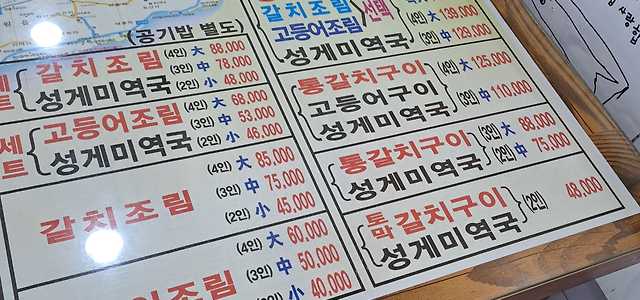 (공기밥 별도)
세트
갈치조림 (4인) 大 88,000
(3인) 中 78,000
성게미역국 (2인) 小 48,000
세트
고등어조림 (4인) 大 68,000
(3인) 中 53,000
성게미역국 (2인) 小 46,000
(4인) 大 85,000
갈치조림 (3인) 中 75,000
(2인) 小 45,000
(4인) 大 60,000
(3인) 中 50,000
조림 (2인) 小 40,000
갈치조림
고등어조림 선택
성게미역국
(4인) 大 139,000
(3인) 中 129,000
통갈치구이 (4인) 大 125,000
고등어구이
성게미역국 (3인) 中 110,000
통갈치구이 (3인) 大 88,000
성게미역국 (2인) 中 75,000
토막 갈치구이 (2인) 48,000
성게미역국